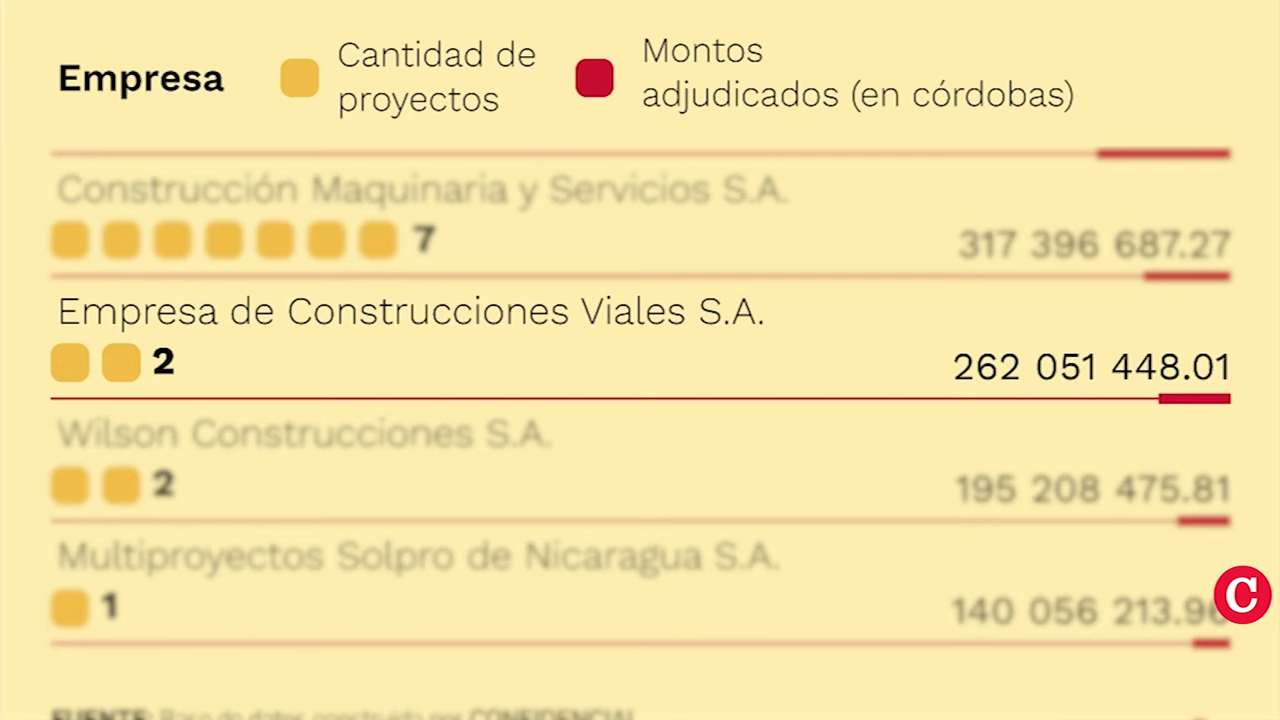 Empresa
Cantidad de
proyectos
Montos
adjudicados (en córdobas)
Construcción Maquinaria y Servicios S.A.
7
317 396 687.27
Empresa de Construcciones Viales S.A.
2
262 051 448.01
Wilson Construcciones S.A.
2
195 208 475.81
Multiproyectos Solpro de Nicaragua S.A.
1
140 056 213.96
C
FUENTE: Base de datos construida por CONFIDENCIAL